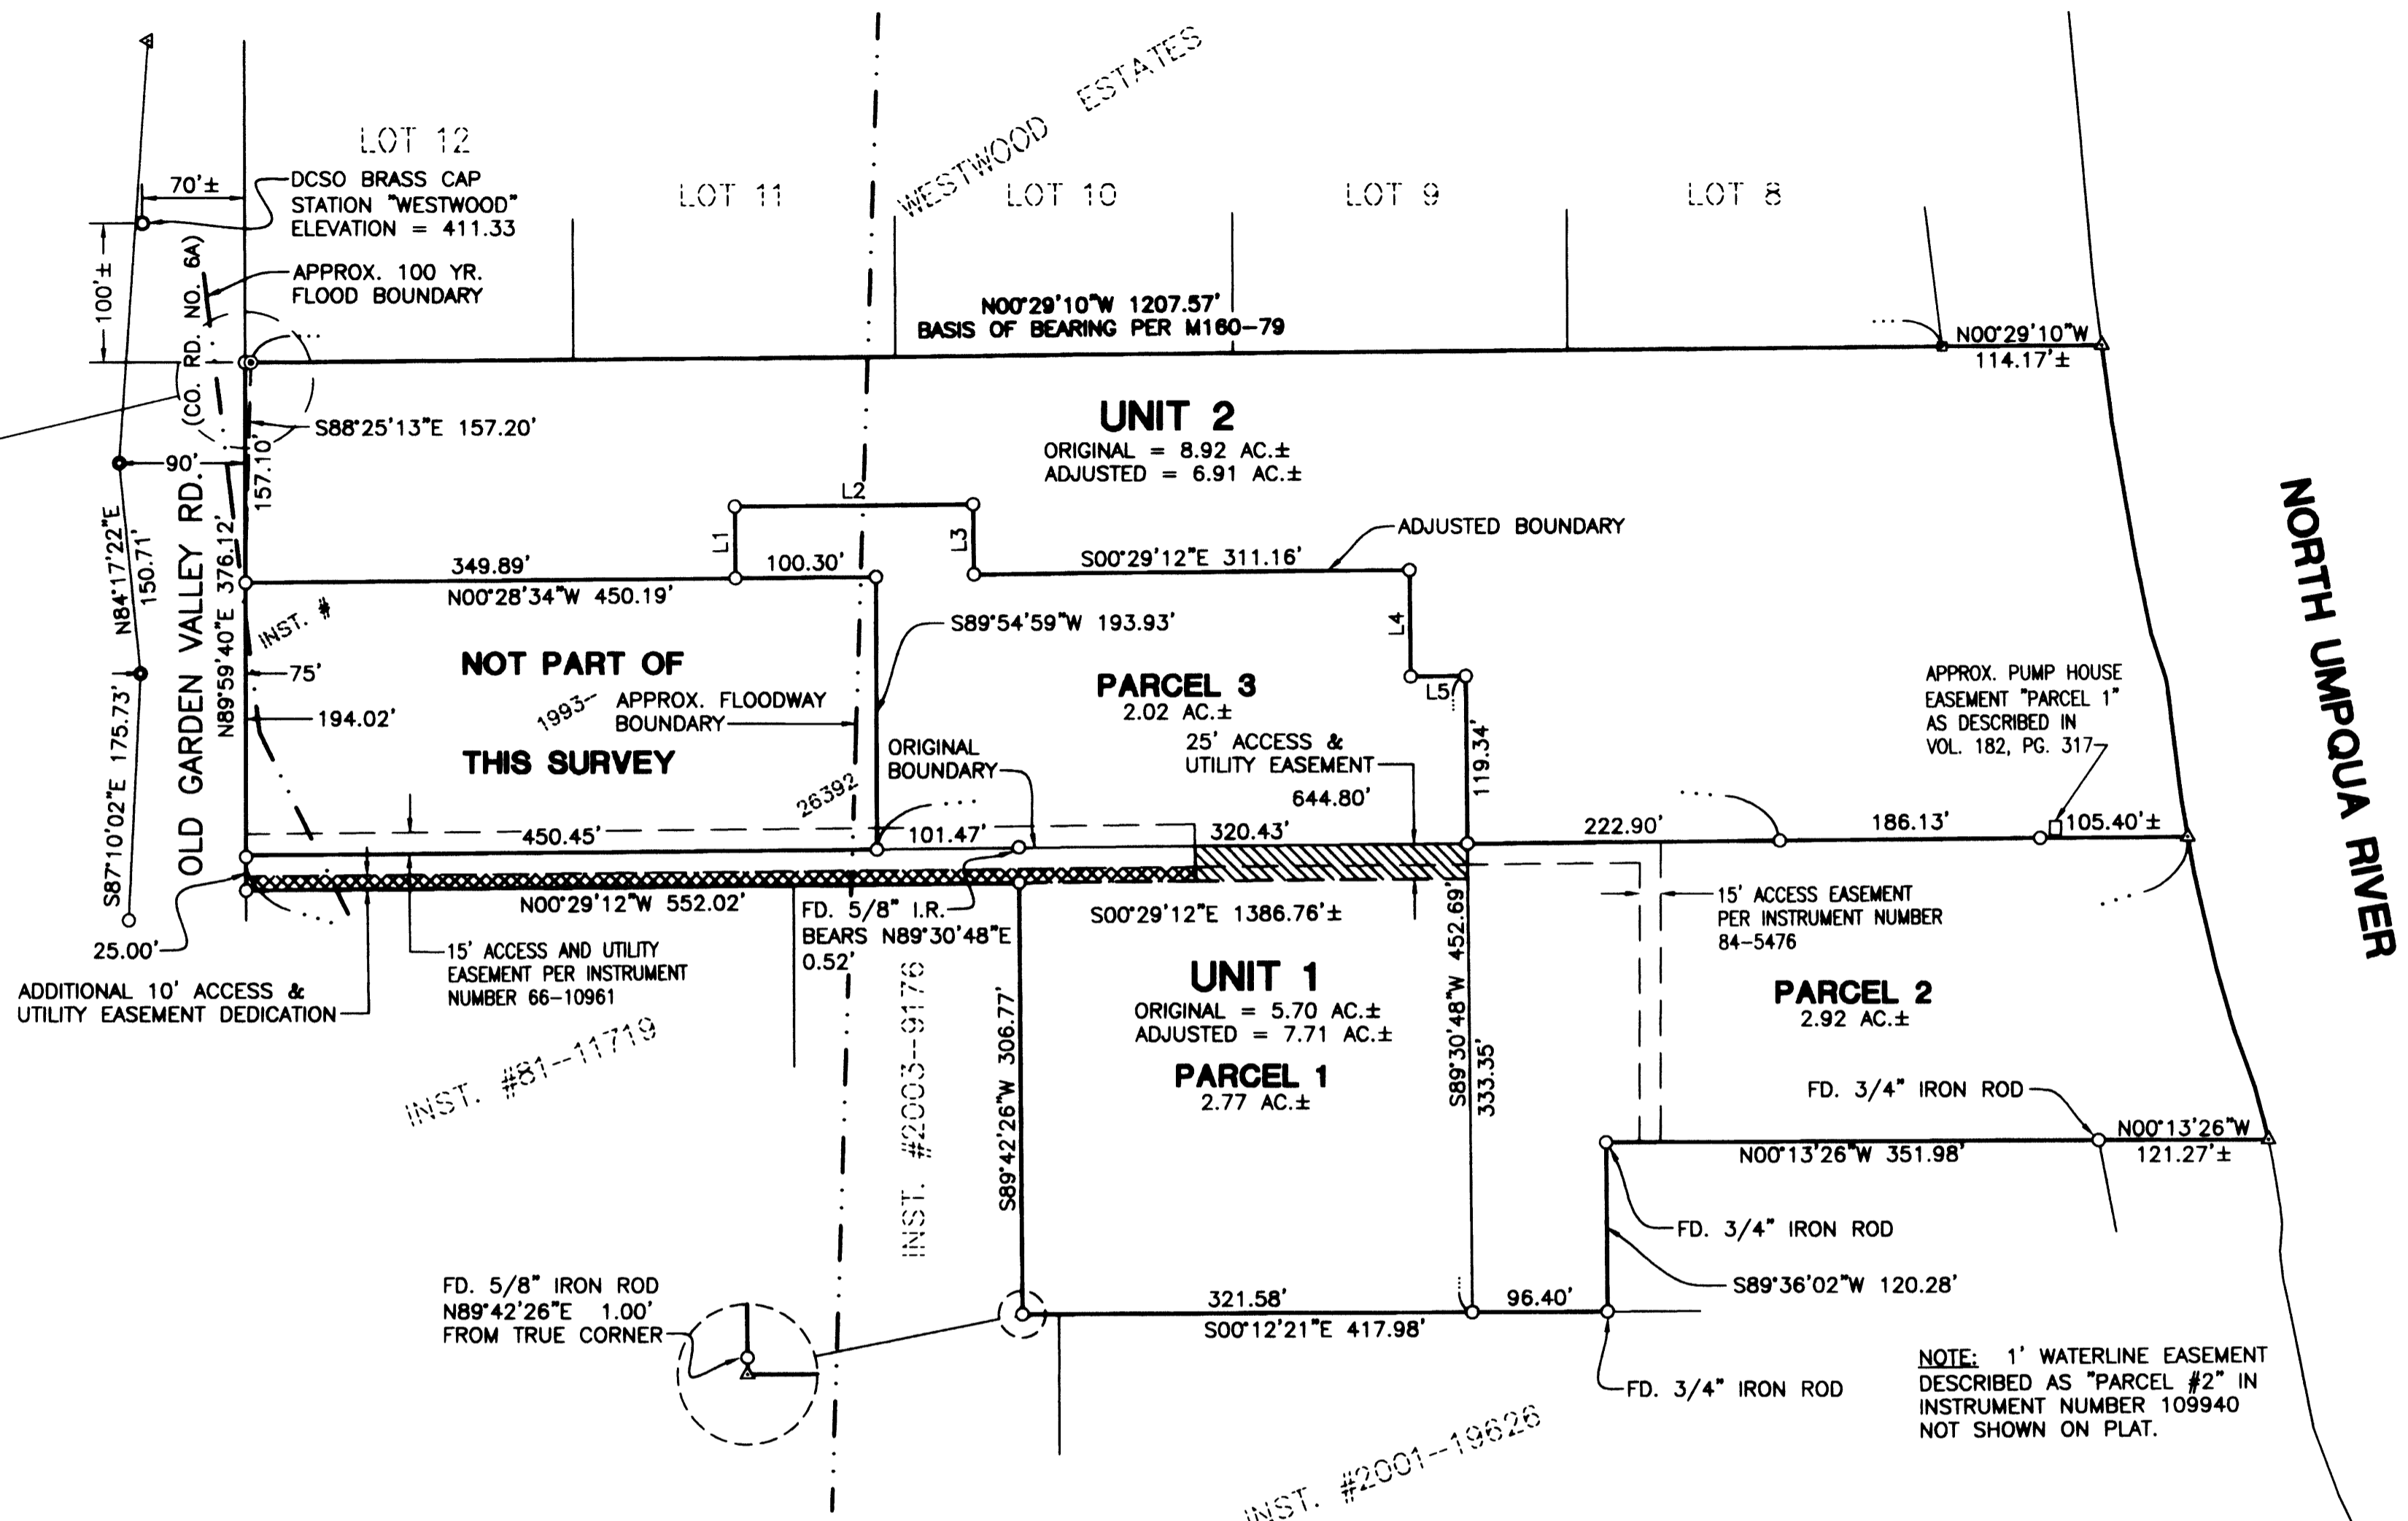 LOT 12
WESTWOOD ESTATES
LOT 11
LOT 10
LOT 9
LOT 8
70'±
DCSO BRASS CAP
STATION "WESTWOOD"
ELEVATION = 411.33
100'±
(CO. RD. NO. 6A)
APPROX. 100 YR.
FLOOD BOUNDARY
N00°29'10"W 1207.57'
BASIS OF BEARING PER M160-79
N00°29'10"W
114.17'±
S88°25'13"E 157.20'
157.10'
90'
UNIT 2
ORIGINAL = 8.92 AC.±
ADJUSTED = 6.91 AC.±
N84°17'22"E
150.71'
OLD GARDEN VALLEY RD.
N89°59'40"E 376.12'
L1
L2
L3
ADJUSTED BOUNDARY
349.89'
100.30'
N00°28'34"W 450.19'
S00°29'12"E 311.16'
L4
L5
NORTH UMPQUA RIVER
INST. #
1993--
26392
S89°54'59"W 193.93'
NOT PART OF
THIS SURVEY
75'
194.02'
S87°10'02"E 175.73'
APPROX. FLOODWAY
BOUNDARY
PARCEL 3
2.02 AC.±
ORIGINAL
BOUNDARY
25' ACCESS &
UTILITY EASEMENT
644.80'
119.34'
APPROX. PUMP HOUSE
EASEMENT "PARCEL 1"
AS DESCRIBED IN
VOL. 182, PG. 317
450.45'
101.47'
320.43'
222.90'
186.13'
105.40'±
N00°29'12"W 552.02'
FD. 5/8" I.R.
BEARS N89°30'48"E
0.52'
S00°29'12"E 1386.76'±
15' ACCESS EASEMENT
PER INSTRUMENT NUMBER
84-5476
25.00'
15' ACCESS AND UTILITY
EASEMENT PER INSTRUMENT
NUMBER 66-10961
ADDITIONAL 10' ACCESS &
UTILITY EASEMENT DEDICATION
INST. #81--11719
INST. #2003-9176
S89°42'26"W 306.77'
UNIT 1
ORIGINAL = 5.70 AC.±
ADJUSTED = 7.71 AC.±
PARCEL 1
2.77 AC.±
S89°30'48"W 452.69'
333.35'
PARCEL 2
2.92 AC.±
FD. 3/4" IRON ROD
N00°13'26"W
121.27'±
N00°13'26"W 351.98'
FD. 3/4" IRON ROD
S89°36'02"W 120.28'
FD. 5/8" IRON ROD
N89°42'26"E 1.00'
FROM TRUE CORNER
321.58'
96.40'
S00°12'21"E 417.98'
FD. 3/4" IRON ROD
NOTE: 1' WATERLINE EASEMENT
DESCRIBED AS "PARCEL #2" IN
INSTRUMENT NUMBER 109940
NOT SHOWN ON PLAT.
INST. #2001--19626